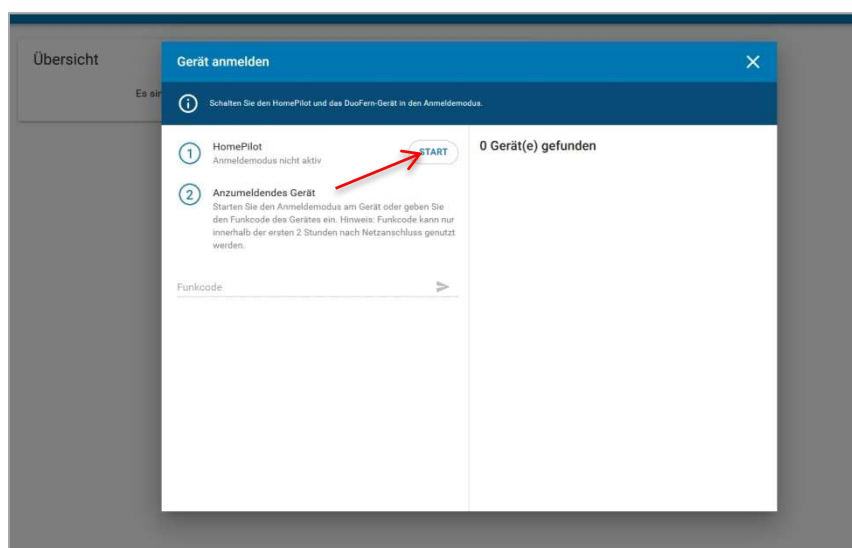 Übersicht
Es sin
Gerät anmelden
Schalten Sie den HomePilot und das DuoFern-Gerät in den Anmeldemodus.
1
HomePilot
Anmeldemodus nicht aktiv
START
2
Anzumeldendes Gerät
Starten Sie den Anmeldemodus am Gerät oder geben Sie
den Funkcode des Gerätes ein. Hinweis: Funkcode kann nur
innerhalb der ersten 2 Stunden nach Netzanschluss genutzt
werden.
Funkcode
0 Gerät(e) gefunden